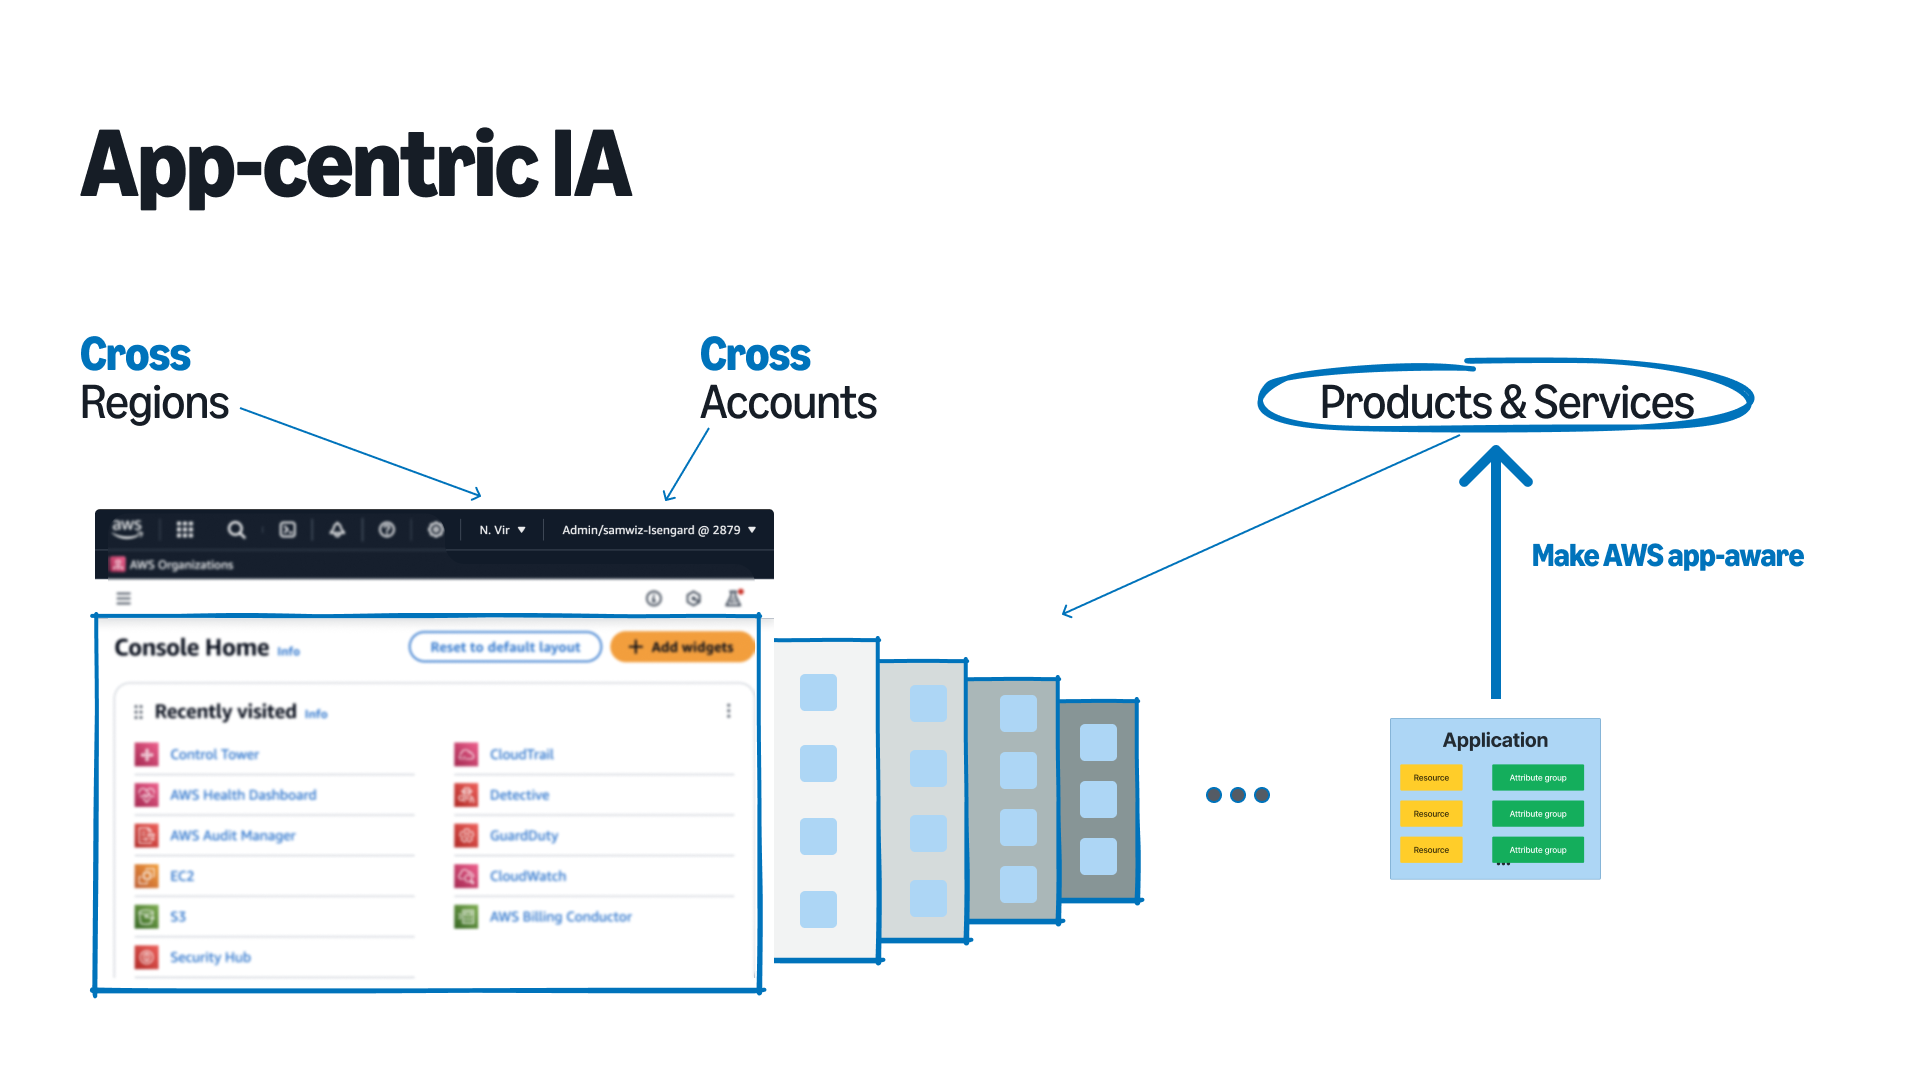 App-centric IA
Cross
Regions
Cross
Accounts
Products & Services
Make AWS app-aware
aws
N. Vir
Admin/samwiz-Isengard @ 2879
AWS Organizations
Console Home Info
Reset to default layout
Add widgets
Recently visited Info
Control Tower
CloudTrail
AWS Health Dashboard
Detective
AWS Audit Manager
GuardDuty
EC2
CloudWatch
S3
AWS Billing Conductor
Security Hub
Application
Resource
Attribute group
Resource
Attribute group
Resource
Attribute group
...